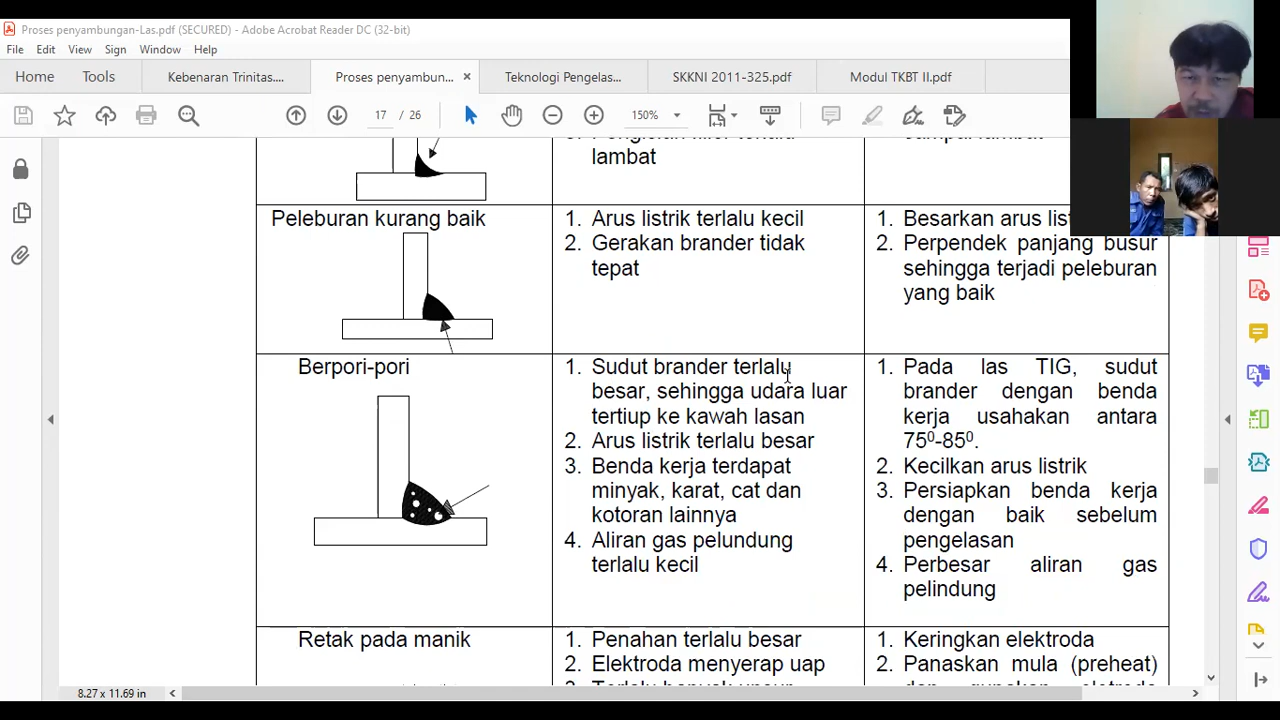 Proses penyambungan-Las.pdf (SECURED) - Adobe Acrobat Reader DC (32-bit)
File Edit View Sign Window Help
Home Tools Kebenaran Trinitas.... Proses penyambun... × Teknologi Pengelas... SKKNI 2011-325.pdf Modul TKBT II.pdf
17 / 26 150%
lambat
Peleburan kurang baik
1. Arus listrik terlalu kecil
2. Gerakan brander tidak
tepat
1. Besarkan arus
2. Perpendek panjang busur
sehingga terjadi peleburan
yang baik
Berpori-pori
1. Sudut brander terlalu
besar, sehingga udara luar
tertiup ke kawah lasan
2. Arus listrik terlalu besar
3. Benda kerja terdapat
minyak, karat, cat dan
kotoran lainnya
4. Aliran gas pelundung
terlalu kecil
1. Pada las TIG, sudut
brander dengan benda
kerja usahakan antara
75⁰-85⁰.
2. Kecilkan arus listrik
3. Persiapkan benda kerja
dengan baik sebelum
pengelasan
4. Perbesar aliran gas
pelindung
Retak pada manik
1. Penahan terlalu besar
2. Elektroda menyerap uap
1. Keringkan elektroda
2. Panaskan mula (preheat)
8.27 x 11.69 in